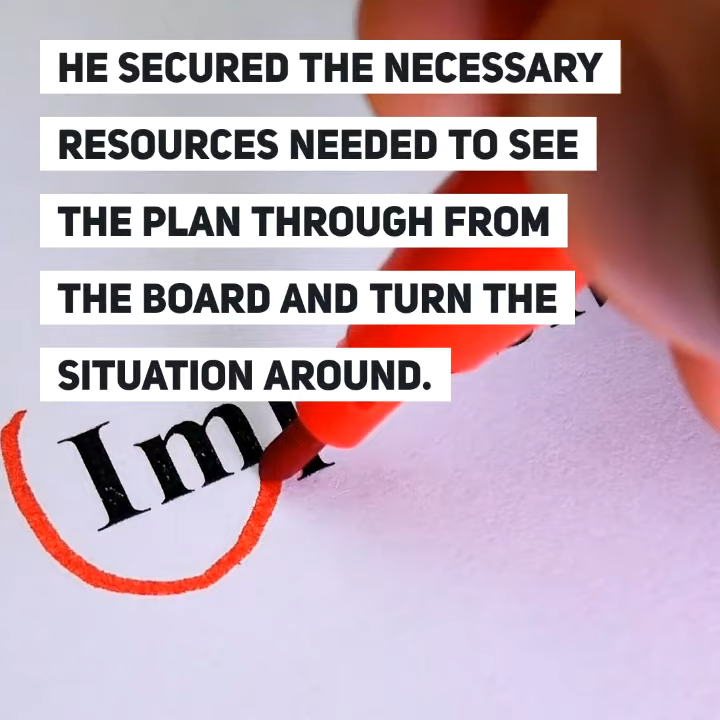 HE SECURED THE NECESSARY
RESOURCES NEEDED TO SEE
THE PLAN THROUGH FROM
THE BOARD AND TURN THE
SITUATION AROUND.
Im